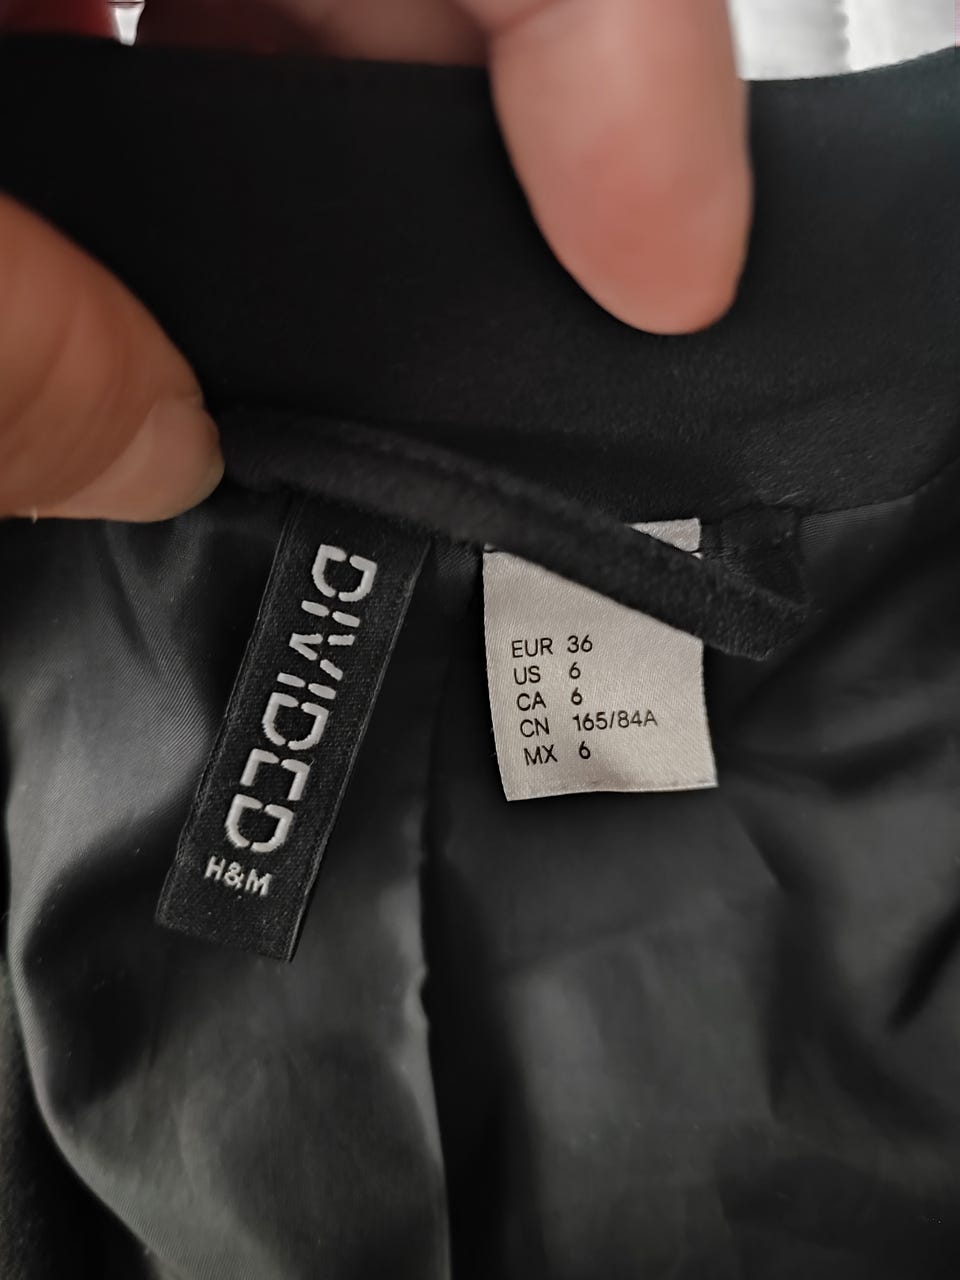 DIVIDED
H&M
EUR 36
US 6
CA 6
CN 165/84A
MX 6